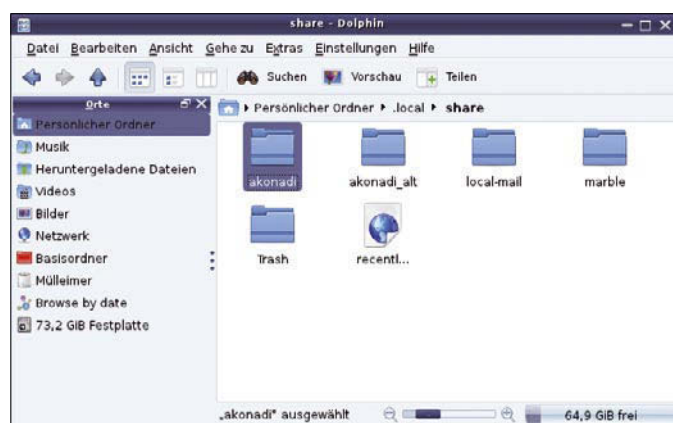 share – Dolphin
Datei Bearbeiten Ansicht Gehe zu Extras Einstellungen Hilfe
Suchen Vorschau Teilen
Orte
Persönlicher Ordner
Musik
Heruntergeladene Dateien
Videos
Bilder
Netzwerk
Basisordner
Mülleimer
Browse by date
73,2 GiB Festplatte
Persönlicher Ordner .local share
akonadi akonadi_alt local-mail marble
Trash recentl...
„akonadi“ ausgewählt
64,9 GiB frei